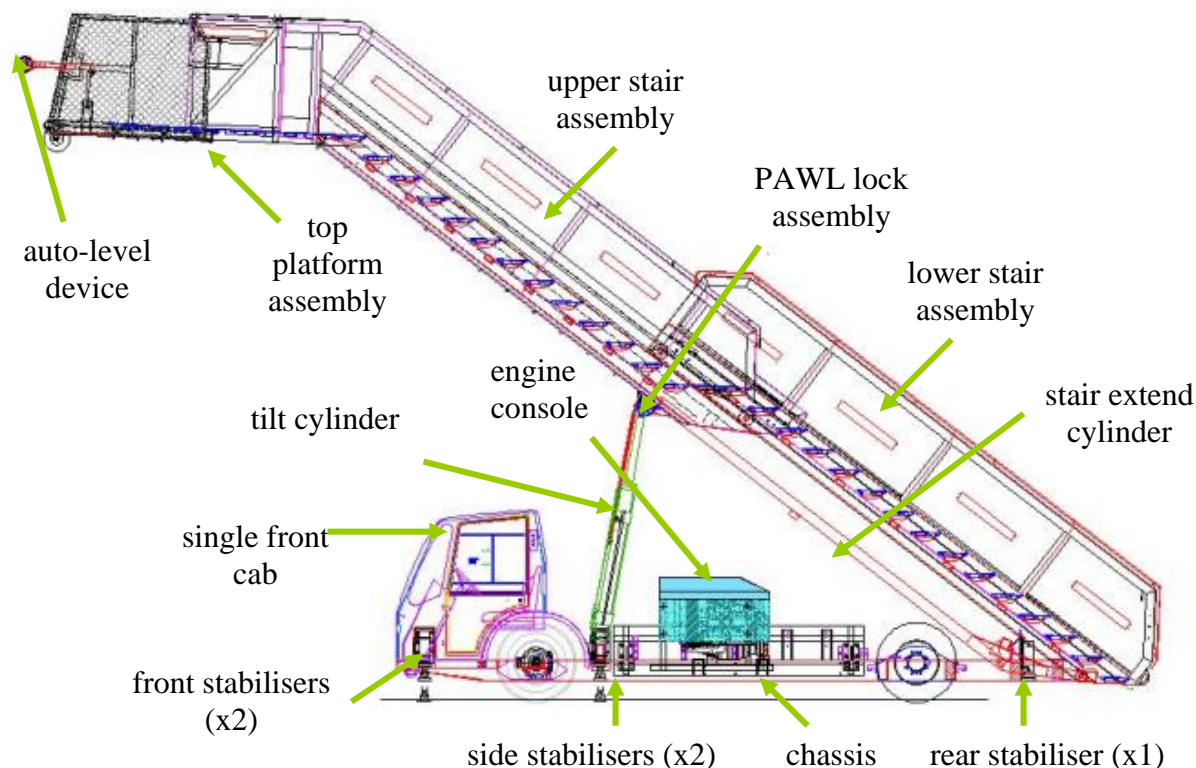 upper stair
assembly
PAWL lock
assembly
auto-level
device
top
platform
assembly
lower stair
assembly
engine
console
stair extend
cylinder
tilt cylinder
single front
cab
front stabilisers
(x2)
side stabilisers (x2)
chassis
rear stabiliser (x1)